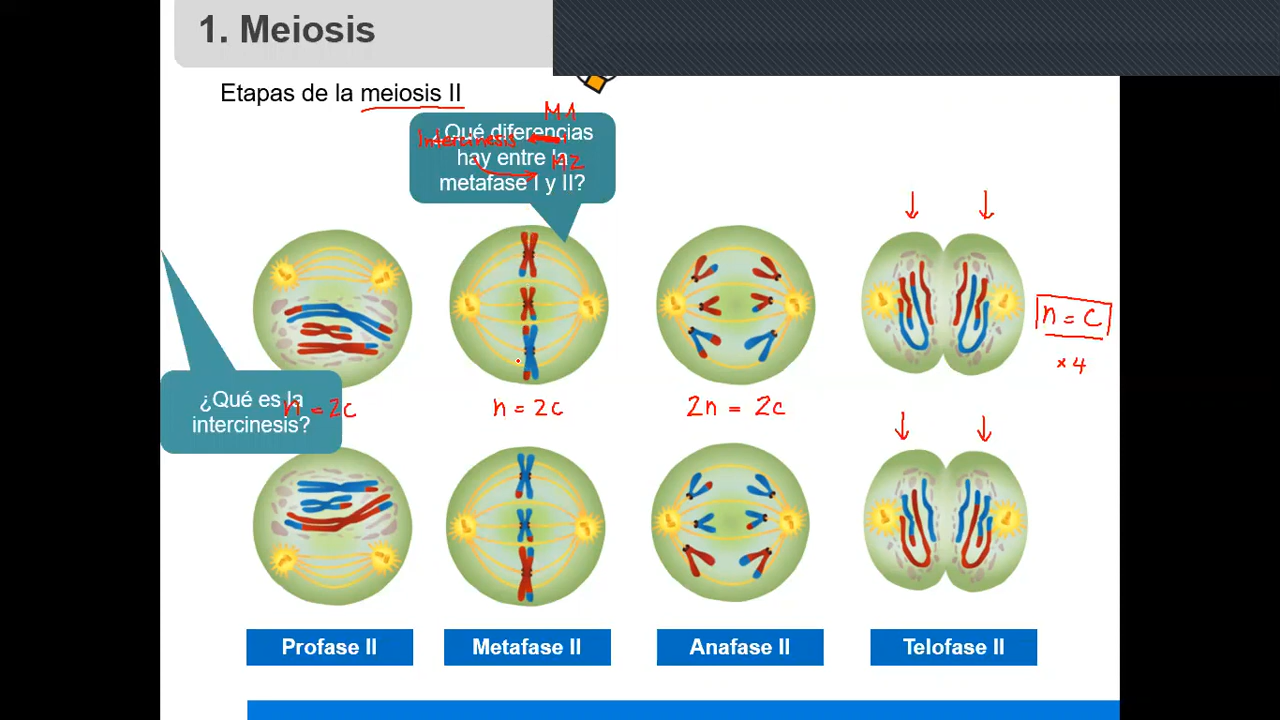 1. Meiosis
Etapas de la meiosis II
M1
¿Qué diferencias
Intercinesis
hay entre la
M2
metafase I y II?
n = c
x 4
¿Qué es la
n = 2c
n = 2c
2n = 2c
intercinesis?
Profase II
Metafase II
Anafase II
Telofase II